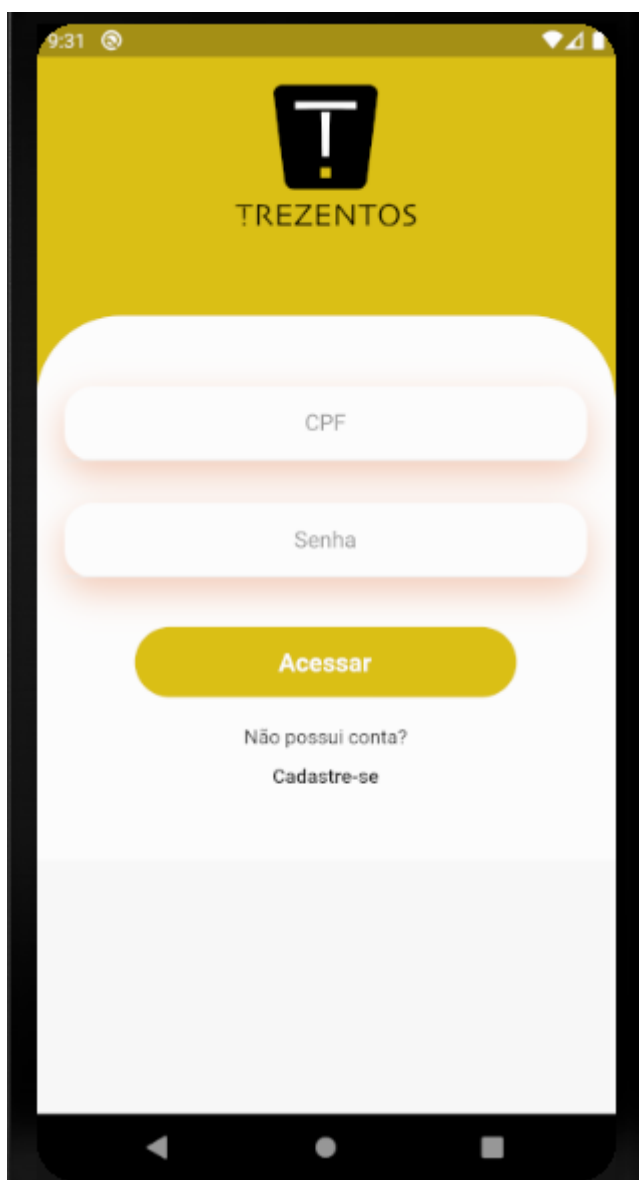 9:31
TREZENTOS
CPF
Senha
Acessar
Não possui conta?
Cadastre-se